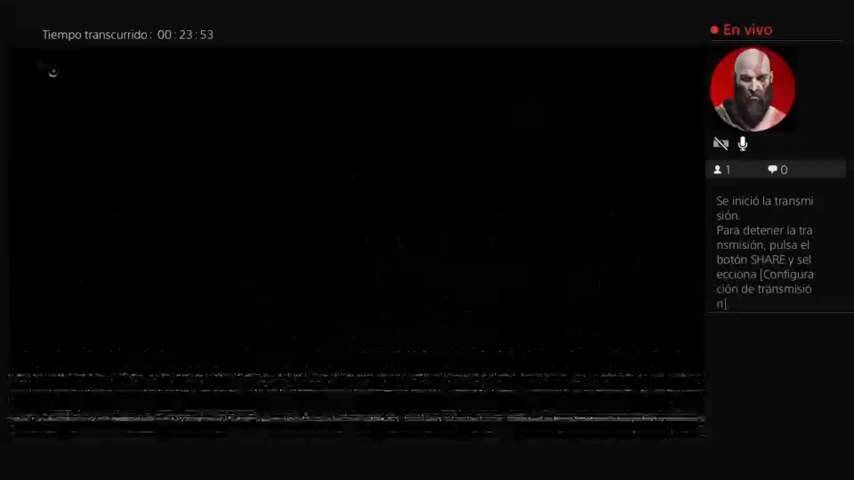 Tiempo transcurrido: 00:23:53
En vivo
1
0
Se inició la transmi
sión.
Para detener la tra
nsmisión, pulsa el
botón SHARE y sel
ecciona [Configura
ción de transmisió
n].